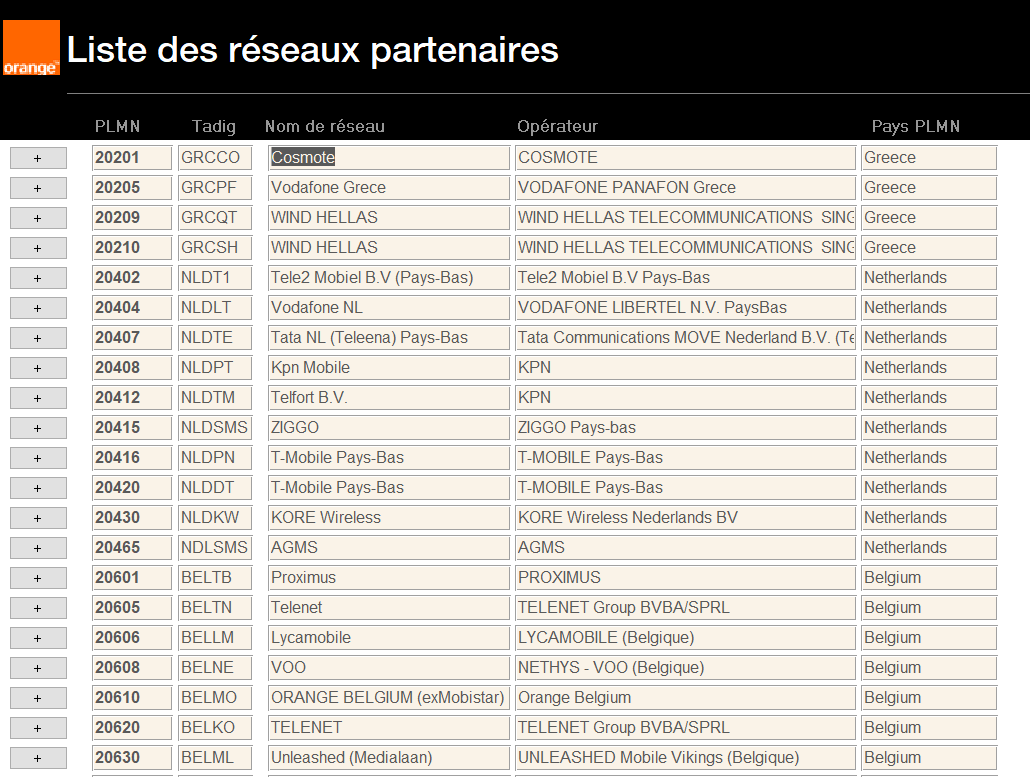 orange™ Liste des réseaux partenaires
PLMN Tadig Nom de réseau Opérateur Pays PLMN
+ 20201 GRCCO Cosmote COSMOTE Greece
+ 20205 GRCPF Vodafone Grece VODAFONE PANAFON Grece Greece
+ 20209 GRCQT WIND HELLAS WIND HELLAS TELECOMMUNICATIONS SING Greece
+ 20210 GRCSH WIND HELLAS WIND HELLAS TELECOMMUNICATIONS SING Greece
+ 20402 NLDT1 Tele2 Mobiel B.V (Pays-Bas) Tele2 Mobiel B.V Pays-Bas Netherlands
+ 20404 NLDLT Vodafone NL VODAFONE LIBERTEL N.V. PaysBas Netherlands
+ 20407 NLDTE Tata NL (Teleena) Pays-Bas Tata Communications MOVE Nederland B.V. (Te Netherlands
+ 20408 NLDPT Kpn Mobile KPN Netherlands
+ 20412 NLDTM Telfort B.V. KPN Netherlands
+ 20415 NLDSMS ZIGGO ZIGGO Pays-bas Netherlands
+ 20416 NLDPN T-Mobile Pays-Bas T-MOBILE Pays-Bas Netherlands
+ 20420 NLDDT T-Mobile Pays-Bas T-MOBILE Pays-Bas Netherlands
+ 20430 NLDKW KORE Wireless KORE Wireless Nederlands BV Netherlands
+ 20465 NDLSMS AGMS AGMS Netherlands
+ 20601 BELTB Proximus PROXIMUS Belgium
+ 20605 BELTN Telenet TELENET Group BVBA/SPRL Belgium
+ 20606 BELLM Lycamobile LYCAMOBILE (Belgique) Belgium
+ 20608 BELNE VOO NETHYS - VOO (Belgique) Belgium
+ 20610 BELMO ORANGE BELGIUM (exMobistar) Orange Belgium Belgium
+ 20620 BELKO TELENET TELENET Group BVBA/SPRL Belgium
+ 20630 BELML Unleashed (Medialaan) UNLEASHED Mobile Vikings (Belgique) Belgium